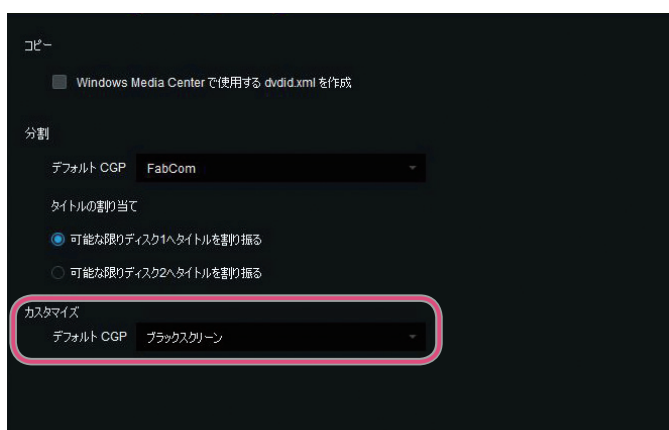 コピー
Windows Media Center で使用する dvdid.xml を作成
分割
デフォルト CGP FabCom
タイトルの割り当て
可能な限りディスク1へタイトルを割り振る
可能な限りディスク2へタイトルを割り振る
カスタマイズ
デフォルト CGP ブラックスクリーン